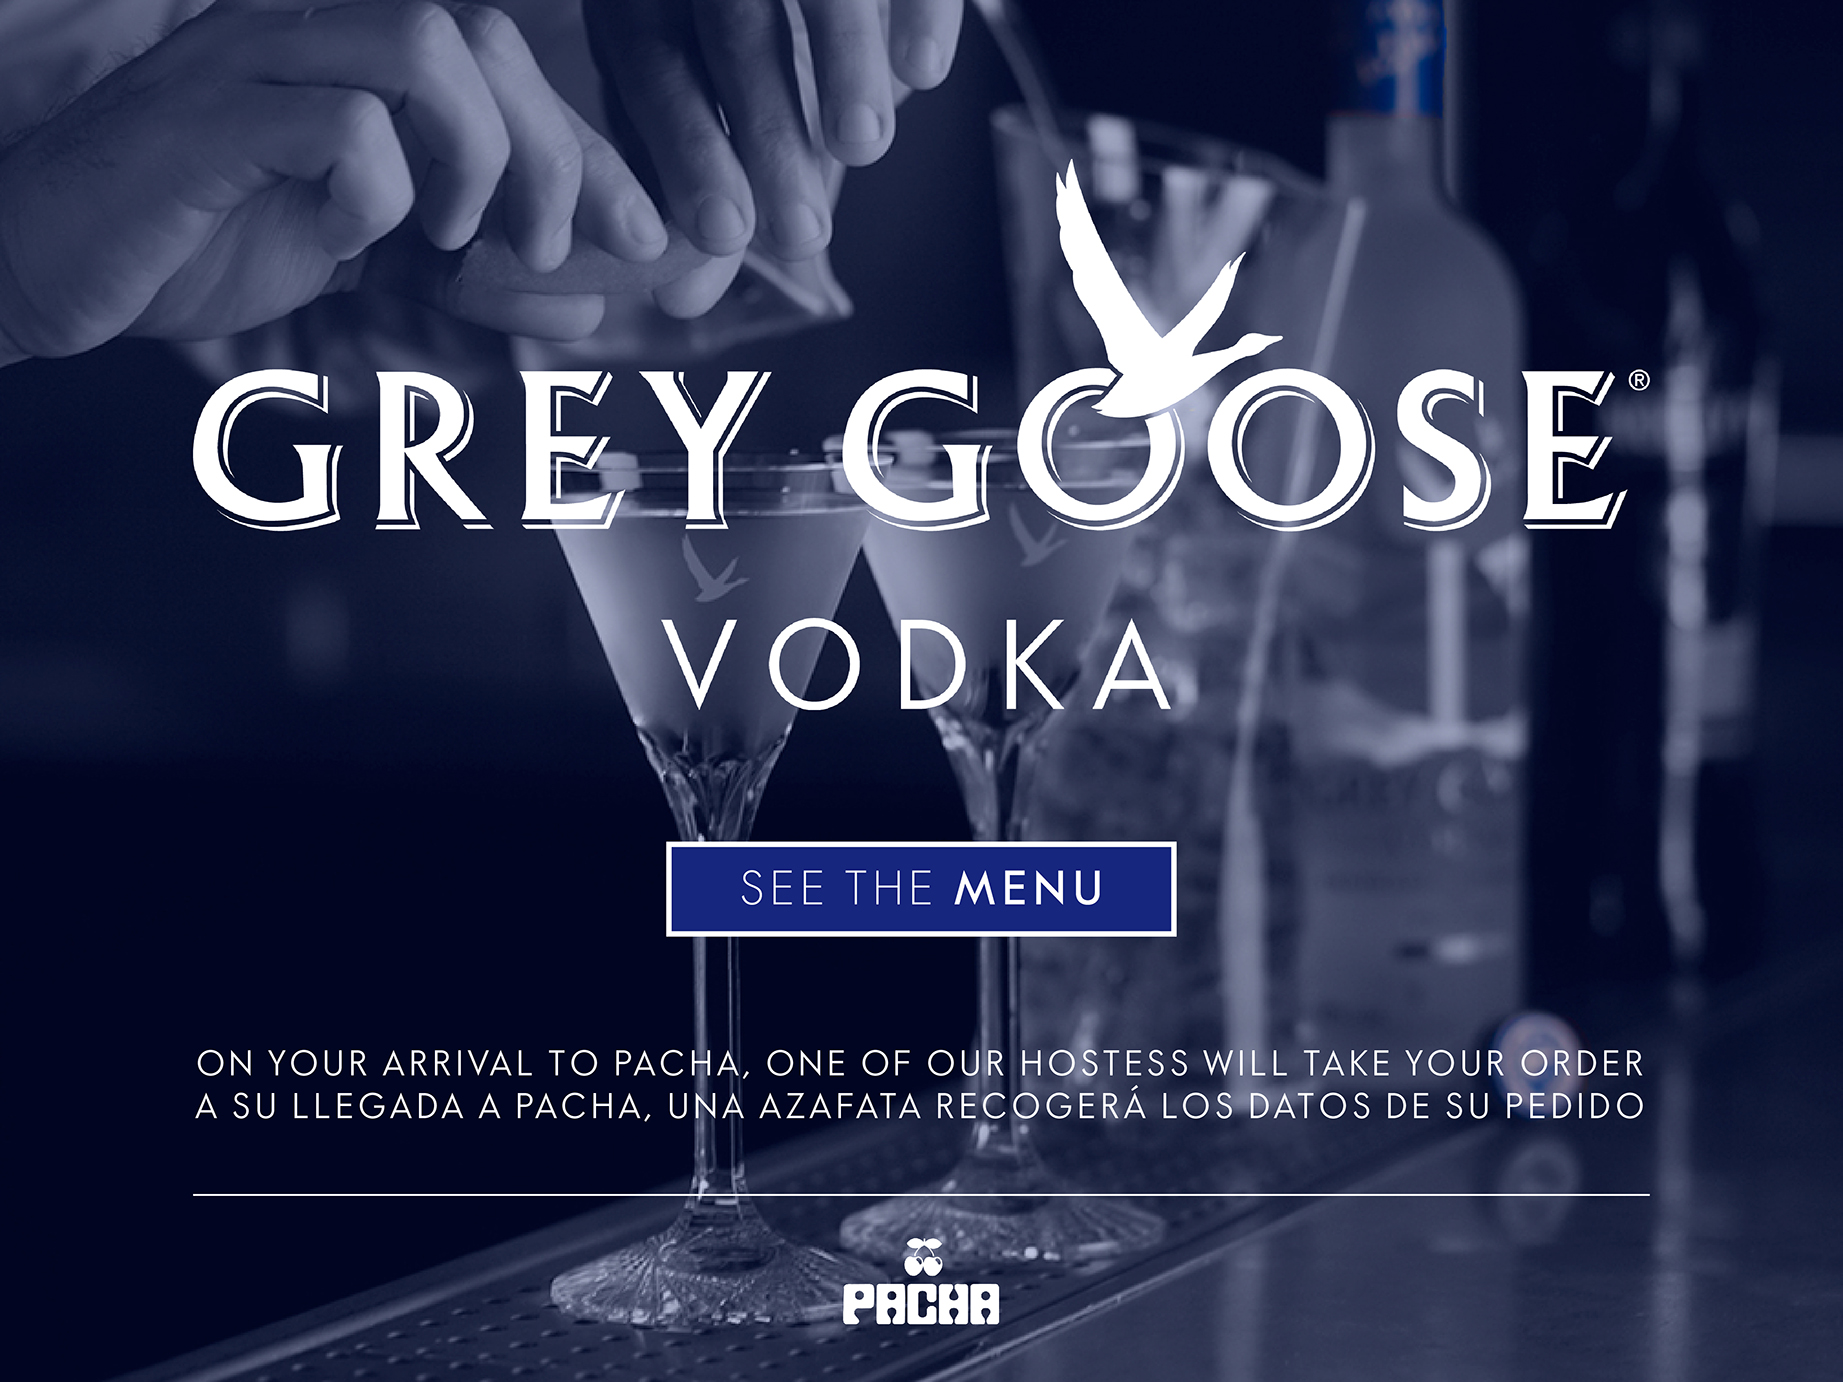 GREY GOOSE®
VODKA
SEE THE MENU
ON YOUR ARRIVAL TO PACHA, ONE OF OUR HOSTESS WILL TAKE YOUR ORDER
A SU LLEGADA A PACHA, UNA AZAFATA RECOGERÁ LOS DATOS DE SU PEDIDO
PACHA